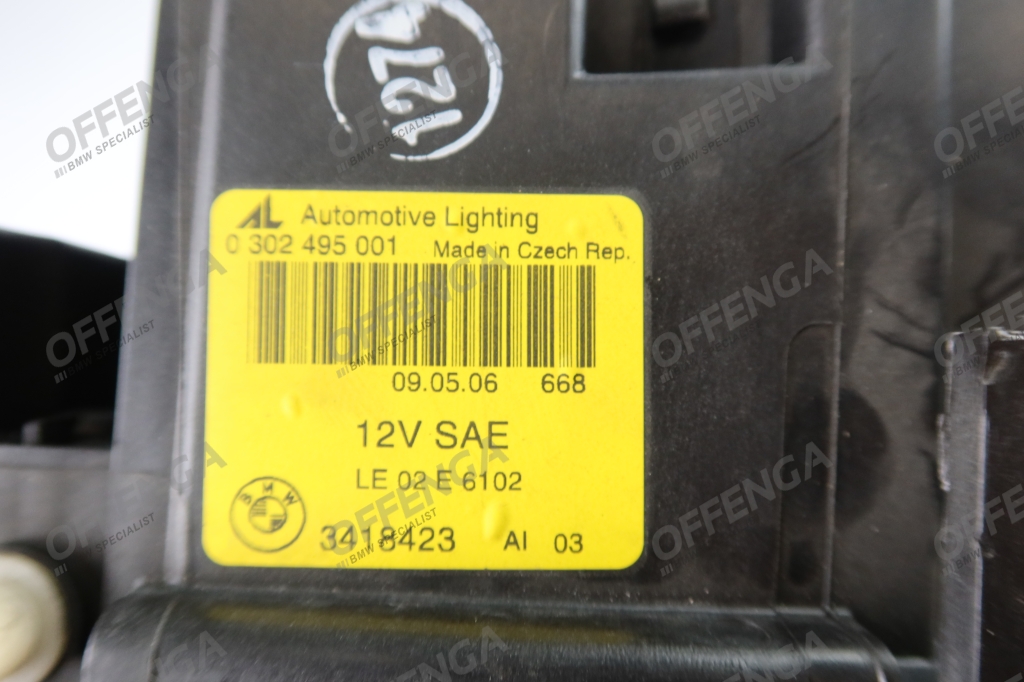 1227A
AL Automotive Lighting
0 302 495 001 Made in Czech Rep.
09.05.06 668
12V SAE
LE 02 E 6102
BMW
3418423 AI 03
OFFENGA
BMW SPECIALIST